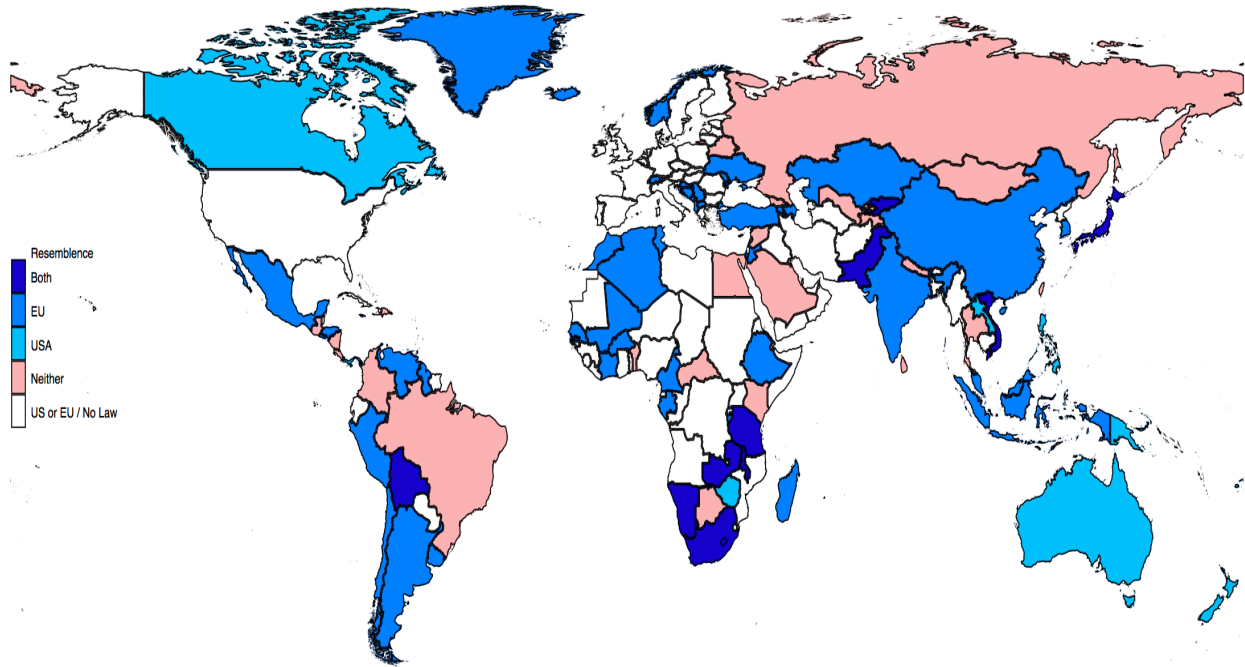 Resemblence
Both
EU
USA
Neither
US or EU / No Law